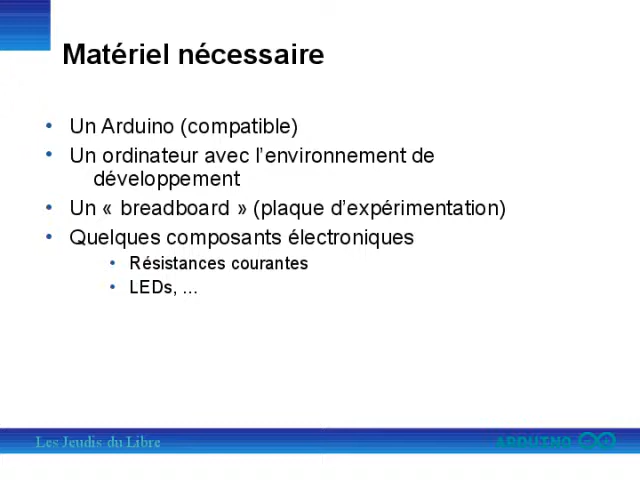 Matériel nécessaire
• Un Arduino (compatible)
• Un ordinateur avec l’environnement de
développement
• Un « breadboard » (plaque d’expérimentation)
• Quelques composants électroniques
• Résistances courantes
• LEDs, …
Les Jeudis du Libre
ARDUINO